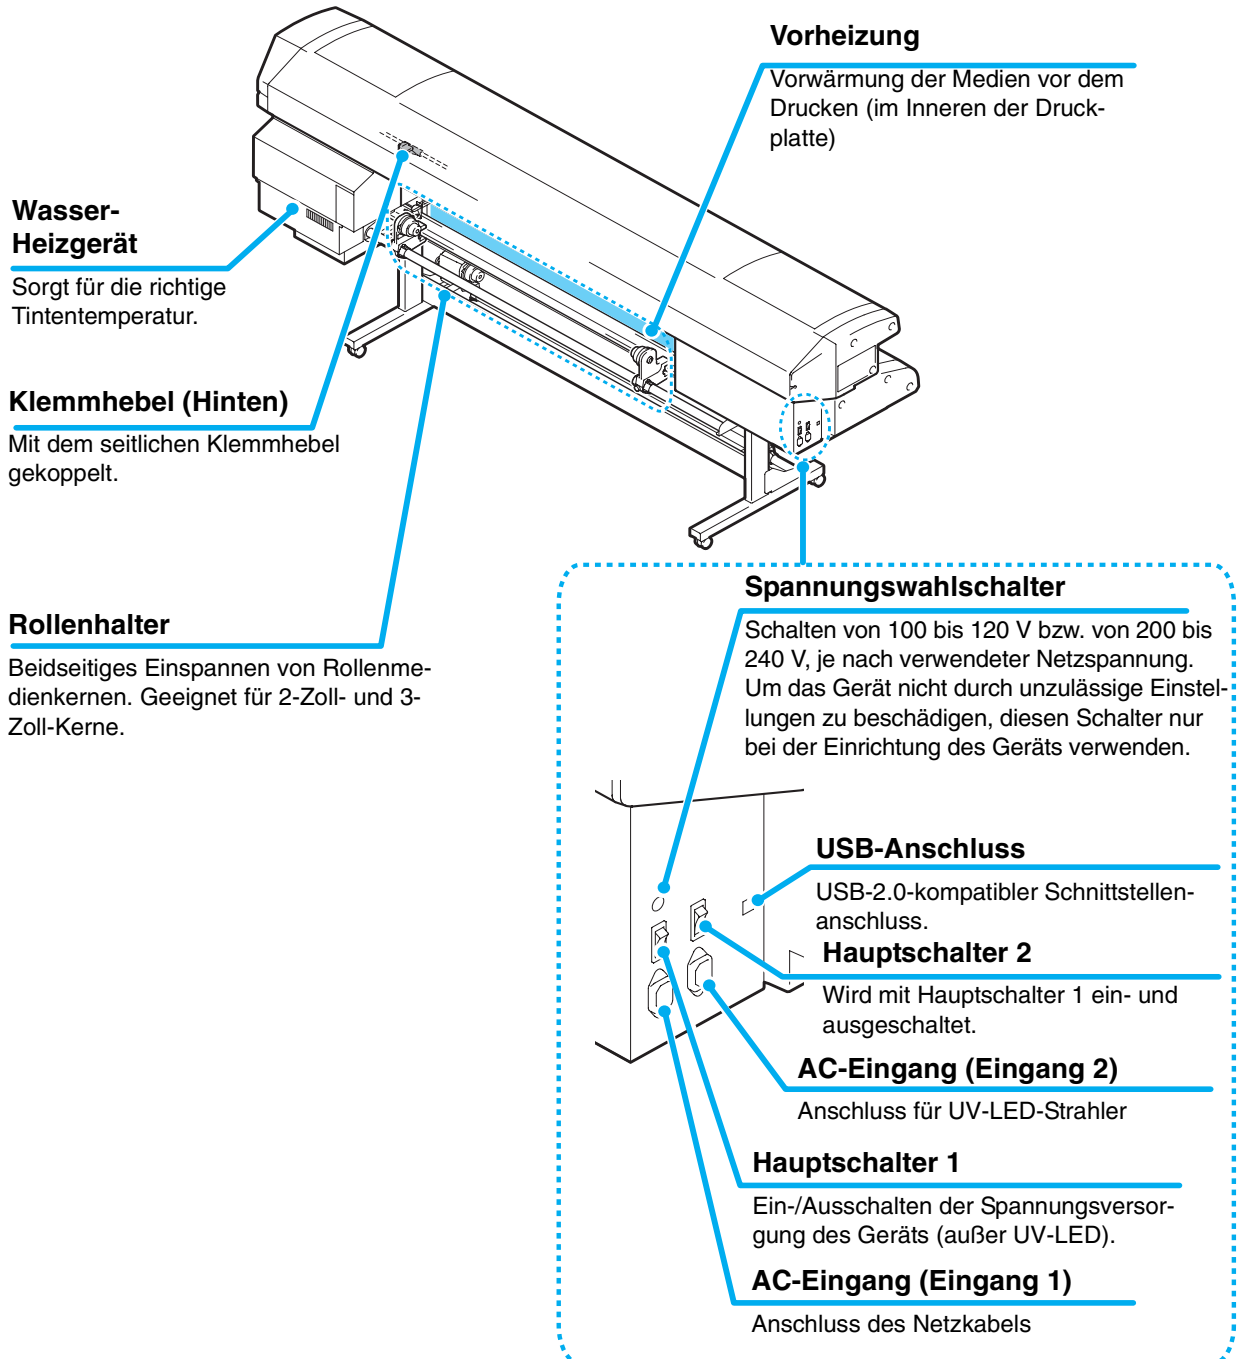 Vorheizung
Vorwärmung der Medien vor dem
Drucken (im Inneren der Druck-
platte)
Wasser-
Heizgerät
Sorgt für die richtige
Tintentemperatur.
Klemmhebel (Hinten)
Mit dem seitlichen Klemmhebel
gekoppelt.
Rollenhalter
Beidseitiges Einspannen von Rollenme-
dienkernen. Geeignet für 2-Zoll- und 3-
Zoll-Kerne.
Spannungswahlschalter
Schalten von 100 bis 120 V bzw. von 200 bis
240 V, je nach verwendeter Netzspannung.
Um das Gerät nicht durch unzulässige Einstel-
lungen zu beschädigen, diesen Schalter nur
bei der Einrichtung des Geräts verwenden.
USB-Anschluss
USB-2.0-kompatibler Schnittstellen-
anschluss.
Hauptschalter 2
Wird mit Hauptschalter 1 ein- und
ausgeschaltet.
AC-Eingang (Eingang 2)
Anschluss für UV-LED-Strahler
Hauptschalter 1
Ein-/Ausschalten der Spannungsversor-
gung des Geräts (außer UV-LED).
AC-Eingang (Eingang 1)
Anschluss des Netzkabels